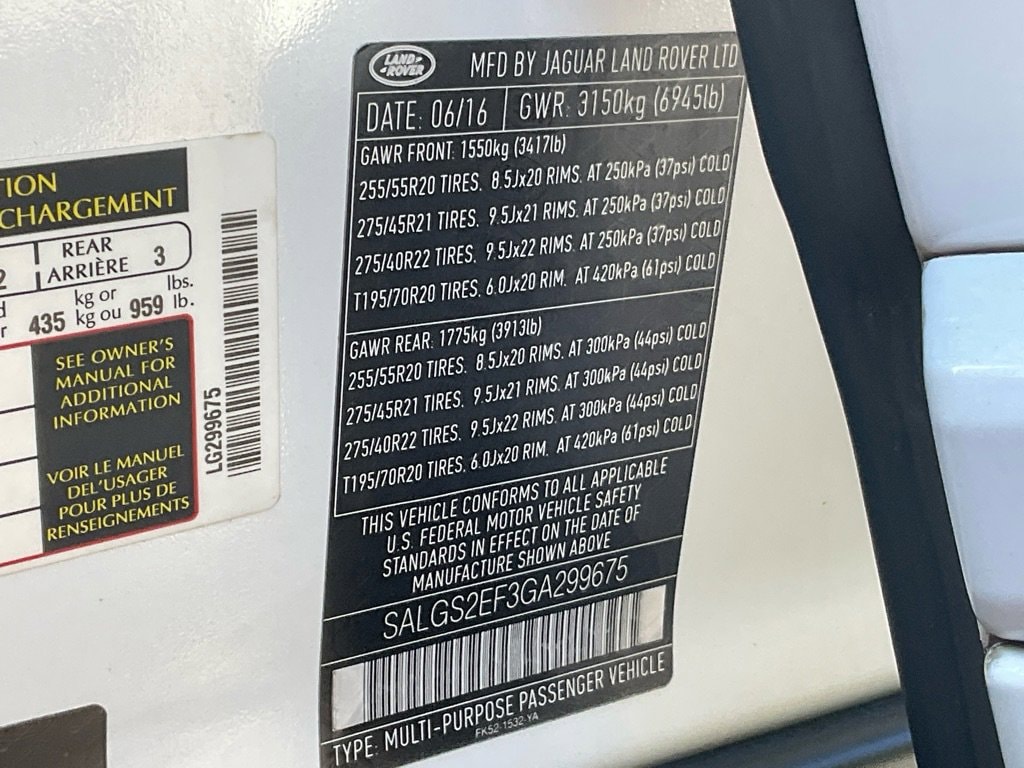 TION
CHARGEMENT
2 REAR ARRIÈRE 3
435 kg or kg ou 959 lbs. lb.
SEE OWNER'S
MANUAL FOR
ADDITIONAL
INFORMATION
VOIR LE MANUEL
DEL'USAGER
POUR PLUS DE
RENSEIGNEMENTS
LG299675
LAND ROVER
MFD BY JAGUAR LAND ROVER LTD
DATE: 06/16 GWR: 3150kg (6945lb)
GAWR FRONT: 1550kg (3417lb)
255/55R20 TIRES. 8.5Jx20 RIMS. AT 250kPa (37psi) COLD
275/45R21 TIRES. 9.5Jx21 RIMS. AT 250kPa (37psi) COLD
275/40R22 TIRES. 9.5Jx22 RIMS. AT 250kPa (37psi) COLD
T195/70R20 TIRES. 6.0Jx20 RIM. AT 420kPa (61psi) COLD
GAWR REAR: 1775kg (3913lb)
255/55R20 TIRES. 8.5Jx20 RIMS. AT 300kPa (44psi) COLD
275/45R21 TIRES. 9.5Jx21 RIMS. AT 300kPa (44psi) COLD
275/40R22 TIRES. 9.5Jx22 RIMS. AT 300kPa (44psi) COLD
T195/70R20 TIRES. 6.0Jx20 RIM. AT 420kPa (61psi) COLD
THIS VEHICLE CONFORMS TO ALL APPLICABLE
U.S. FEDERAL MOTOR VEHICLE SAFETY
STANDARDS IN EFFECT ON THE DATE OF
MANUFACTURE SHOWN ABOVE
SALGS2EF3GA299675
TYPE: MULTI-PURPOSE PASSENGER VEHICLE
FK52-1532-YA